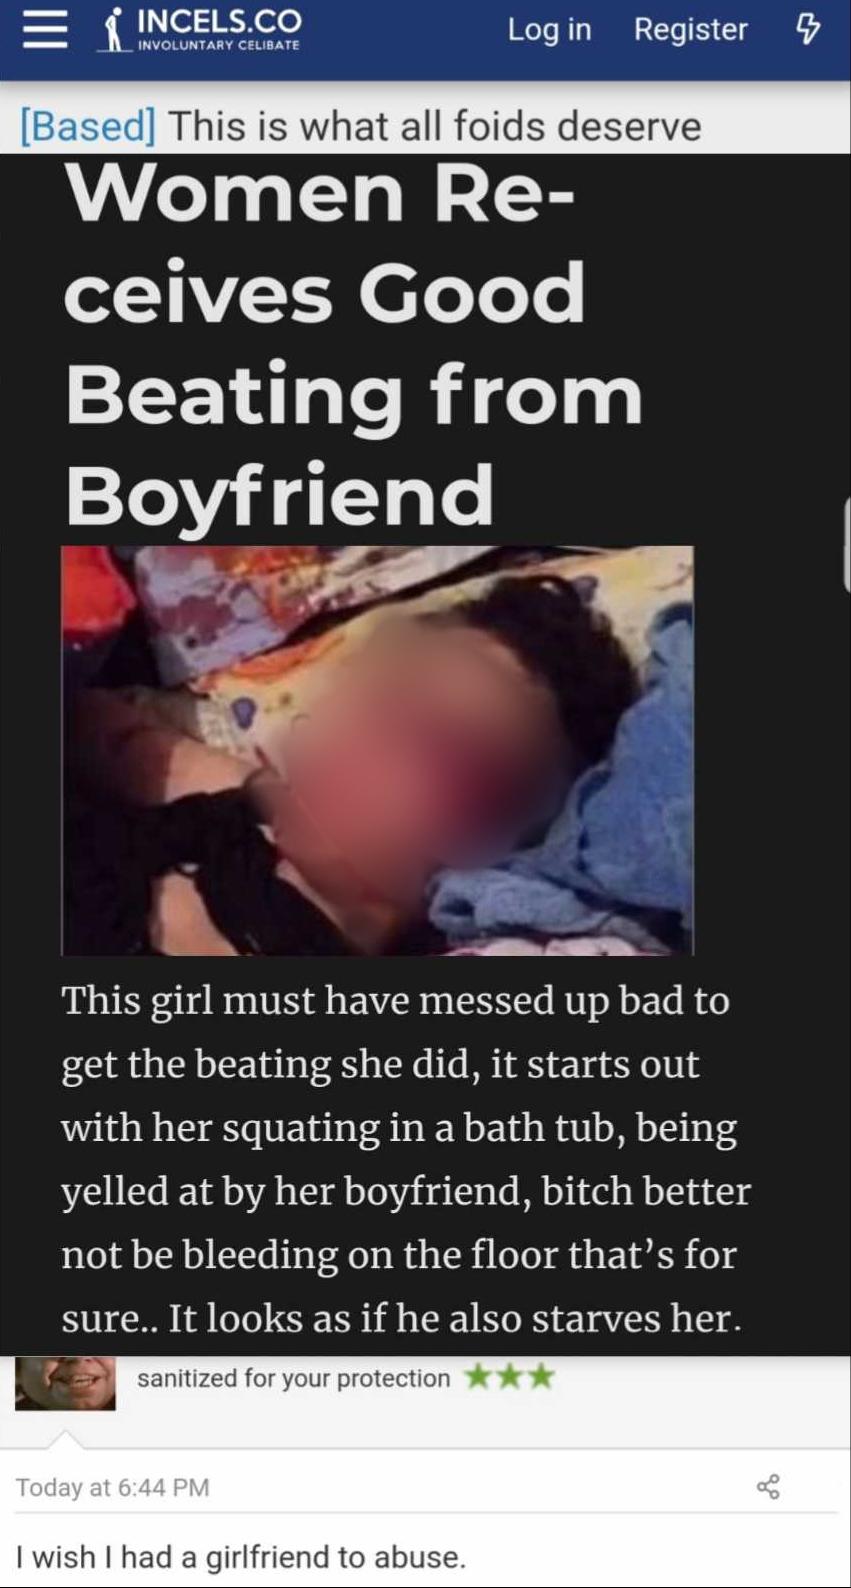 INCELS.CO
INVOLUNTARY CELIBATE
Log in
Register
[Based] This is what all foids deserve
Women Re-
ceives Good
Beating from
Boyfriend
This girl must have messed up bad to
get the beating she did, it starts out
with her squating in a bath tub, being
yelled at by her boyfriend, bitch better
not be bleeding on the floor that’s for
sure.. It looks as if he also starves her.
sanitized for your protection ★★★
Today at 6:44 PM
I wish I had a girlfriend to abuse.